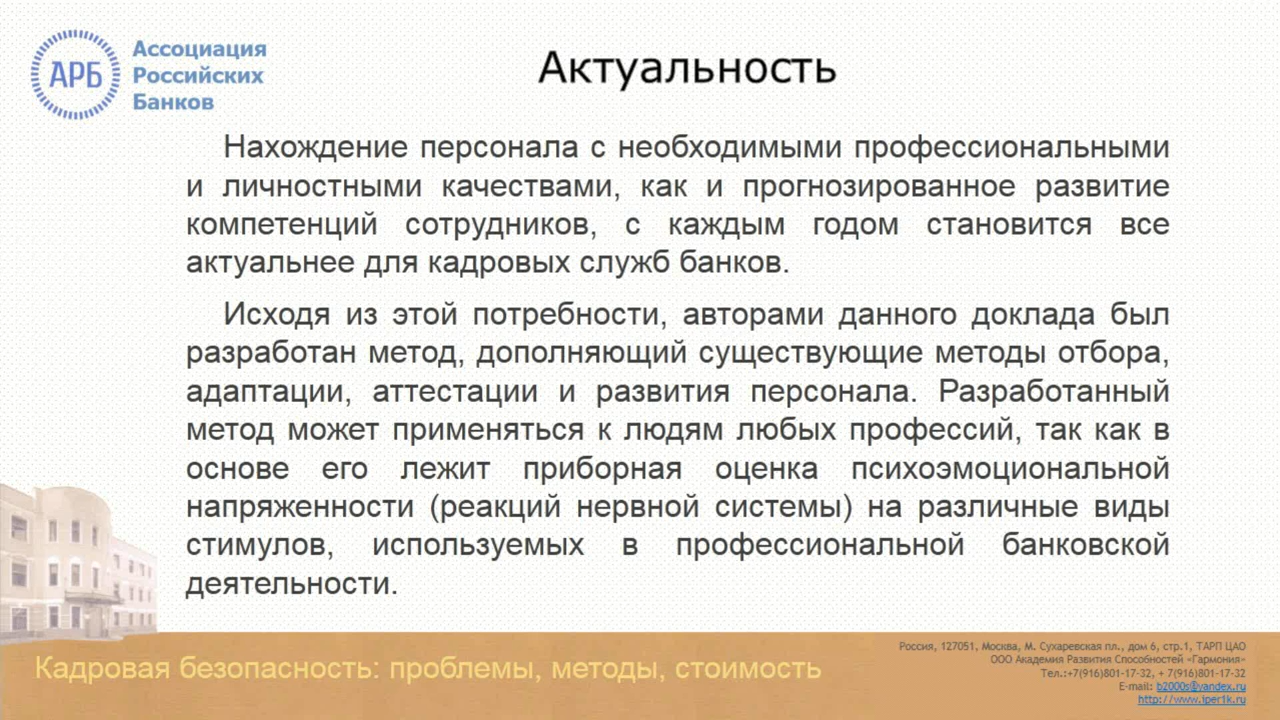 АРБ
Ассоциация
Российских
Банков
Актуальность
Нахождение персонала с необходимыми профессиональными
и личностными качествами, как и прогнозированное развитие
компетенций сотрудников, с каждым годом становится все
актуальнее для кадровых служб банков.
Исходя из этой потребности, авторами данного доклада был
разработан метод, дополняющий существующие методы отбора,
адаптации, аттестации и развития персонала. Разработанный
метод может применяться к людям любых профессий, так как в
основе его лежит приборная оценка психоэмоциональной
напряженности (реакций нервной системы) на различные виды
стимулов, используемых в профессиональной банковской
деятельности.
Кадровая безопасность: проблемы, методы, стоимость
Россия, 127051, Москва, М. Сухаревская пл., дом 6, стр.1, ТАРП ЦАО
ООО Академия Развития Способностей «Гармония»
Тел.:+7(916)801-17-32, + 7(916)801-17-32
E-mail: b2000s@yandex.ru
http://www.iper1k.ru